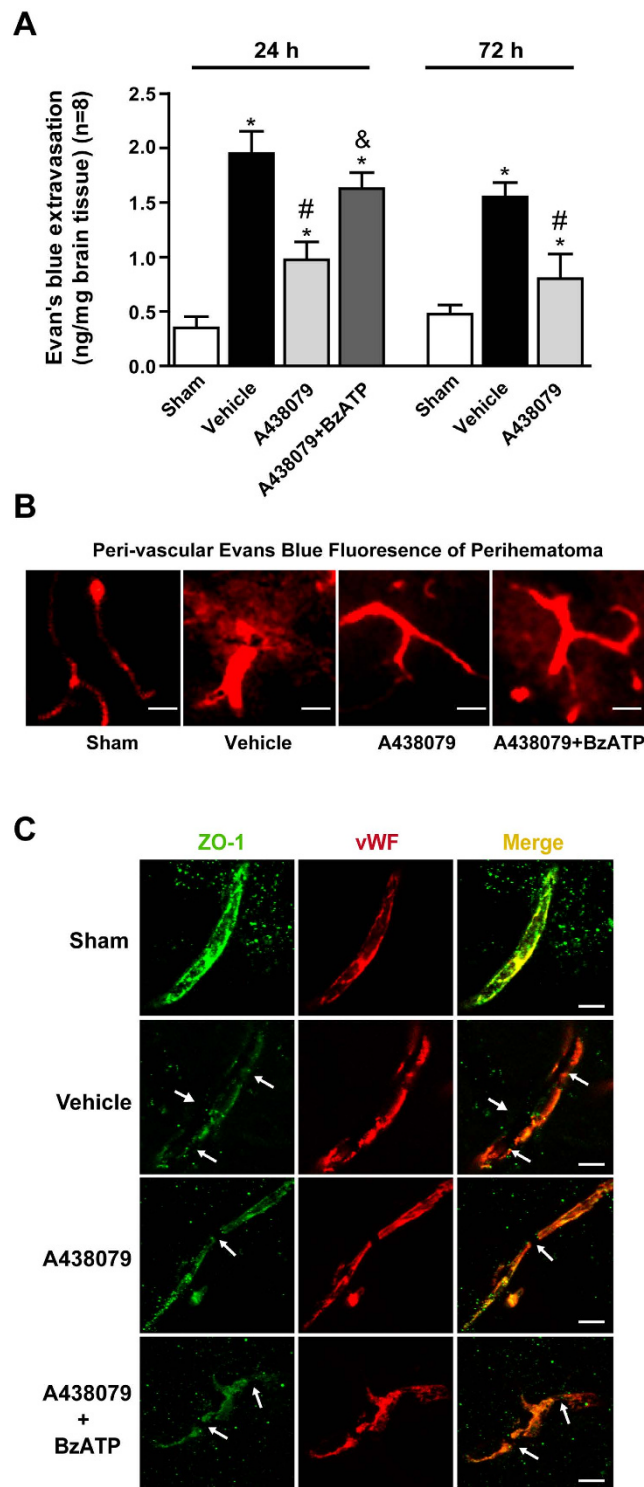 A
24 h
72 h
Evan's blue extravasation
(ng/mg brain tissue) (n=8)
2.5
2.0
1.5
1.0
0.5
0.0
*
#
*
&
*
*
#
*
Sham
Vehicle
A438079
A438079+BzATP
Sham
Vehicle
A438079
B
Peri-vascular Evans Blue Fluoresence of Perihematoma
Sham
Vehicle
A438079
A438079+BzATP
C
ZO-1
vWF
Merge
Sham
Vehicle
A438079
A438079
+
BzATP